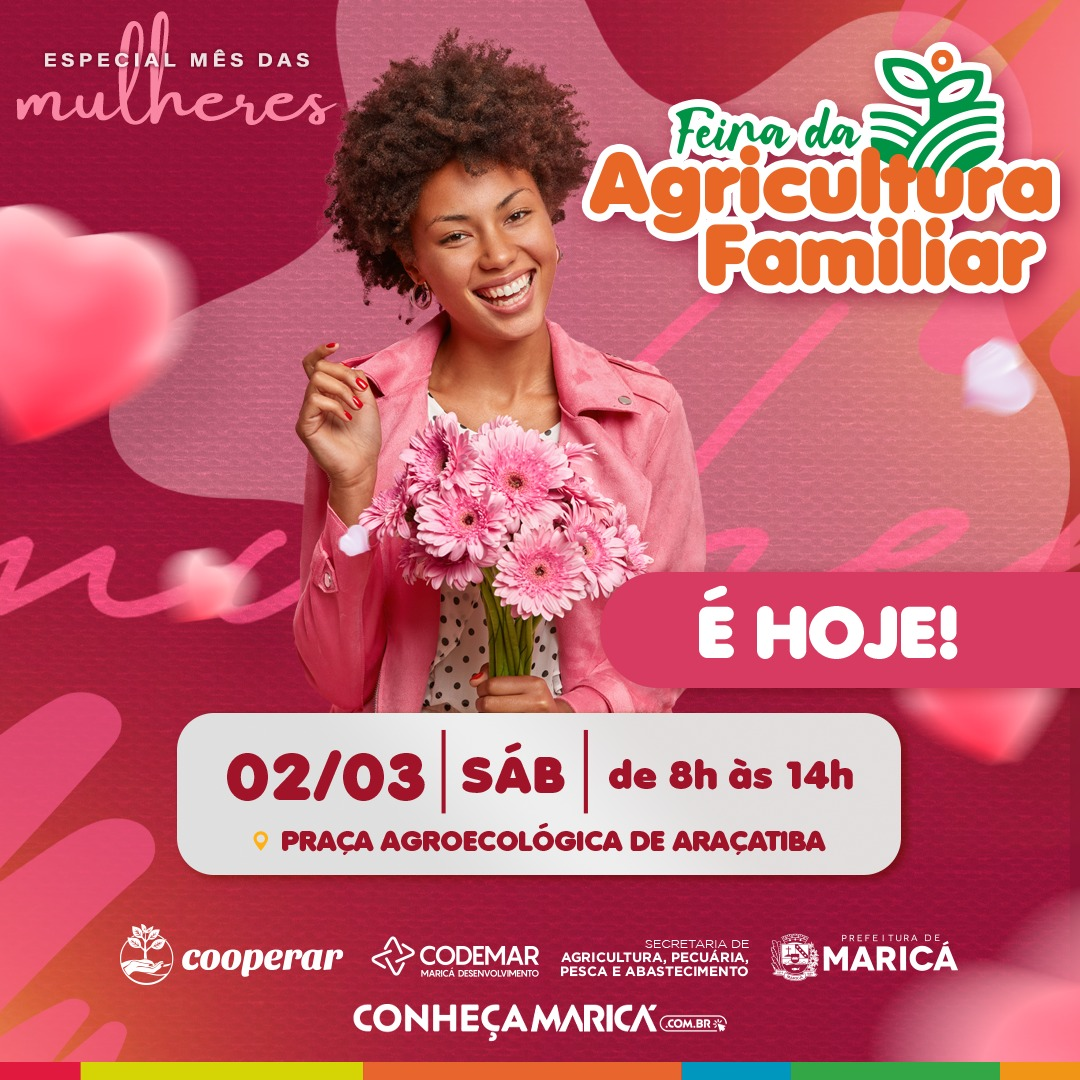 ESPECIAL MÊS DAS
mulheres
Feira da
Agricultura
Familiar
É HOJE!
02/03 SÁB de 8h às 14h
PRAÇA AGROECOLÓGICA DE ARAÇATIBA
cooperar
CODEMAR
MARICÁ DESENVOLVIMENTO
SECRETARIA DE
AGRICULTURA, PECUÁRIA,
PESCA E ABASTECIMENTO
PREFEITURA DE
MARICÁ
CONHEÇAMARICÁ .COM.BR